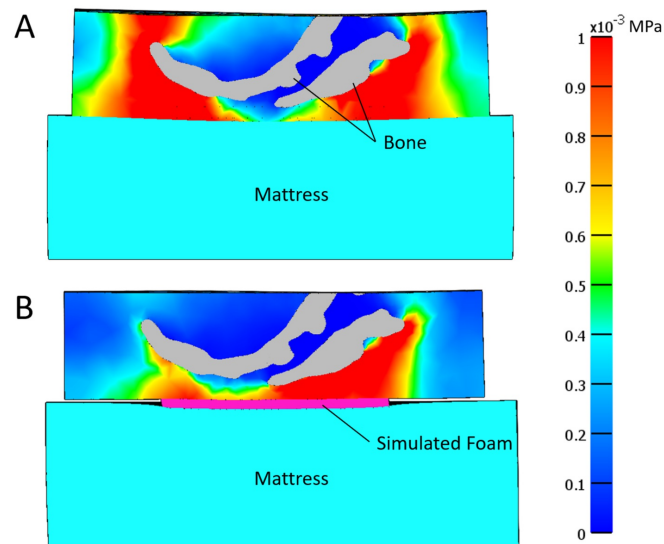 A
x10⁻³ MPa
1
0.9
0.8
0.7
0.6
0.5
0.4
0.3
0.2
0.1
0
Bone
Mattress
B
Simulated Foam
Mattress